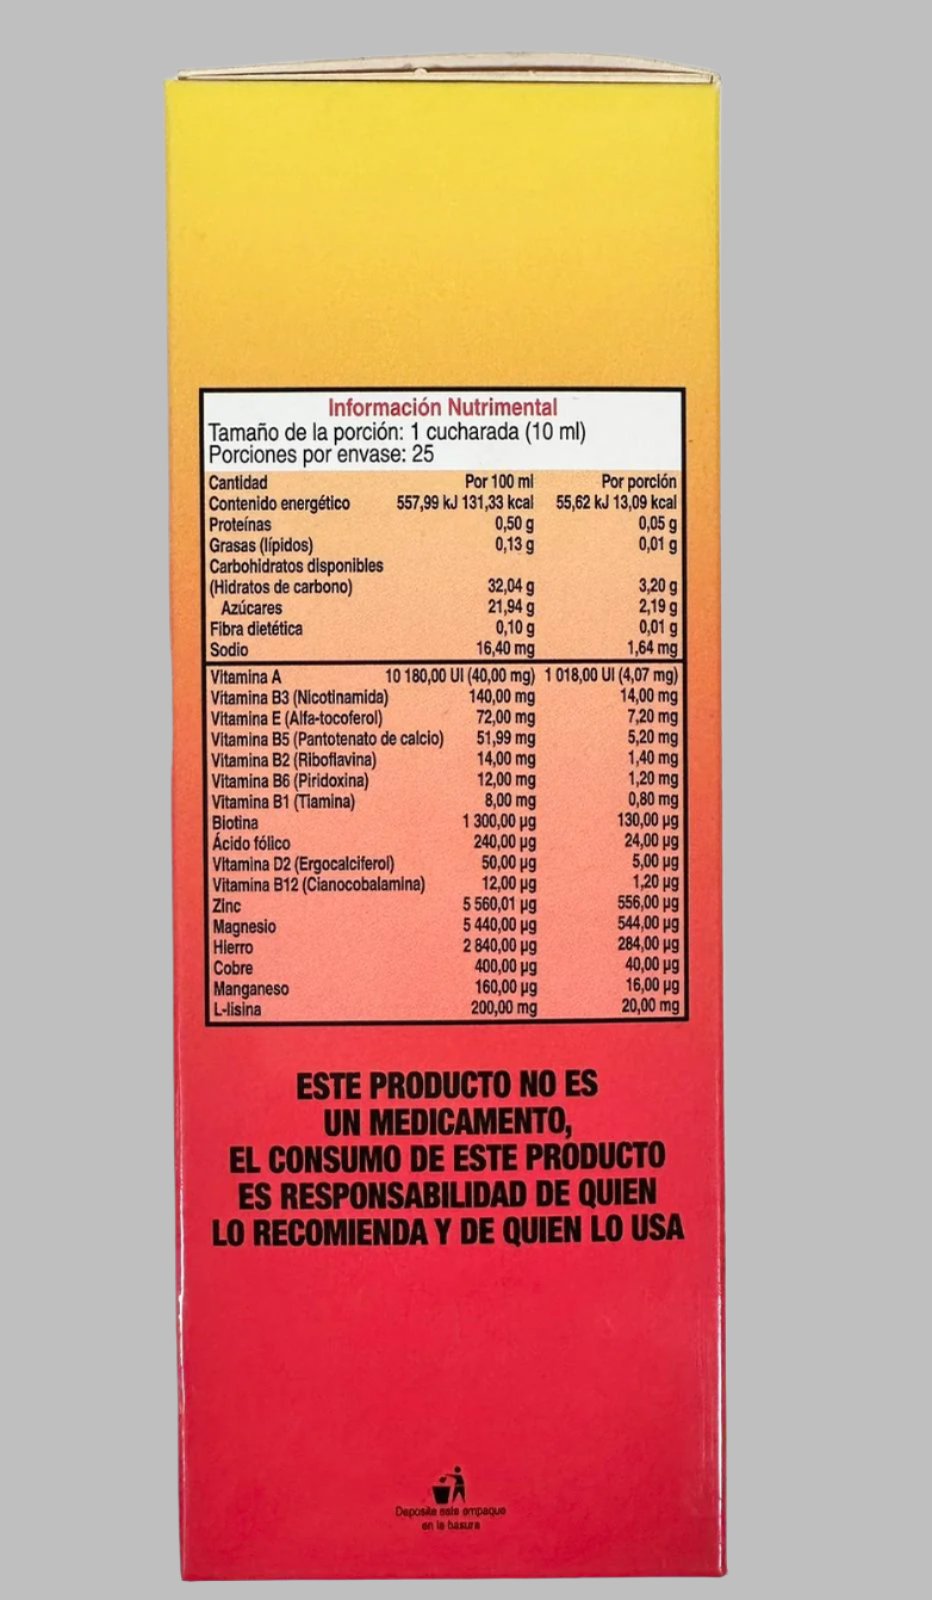 Información Nutrimental
Tamaño de la porción: 1 cucharada (10 ml)
Porciones por envase: 25
Cantidad Por 100 ml Por porción
Contenido energético 557,99 kJ 131,33 kcal 55,62 kJ 13,09 kcal
Proteínas 0,50 g 0,05 g
Grasas (lípidos) 0,13 g 0,01 g
Carbohidratos disponibles
(Hidratos de carbono) 32,04 g 3,20 g
Azúcares 21,94 g 2,19 g
Fibra dietética 0,10 g 0,01 g
Sodio 16,40 mg 1,64 mg
Vitamina A 10 180,00 UI (40,00 mg) 1 018,00 UI (4,07 mg)
Vitamina B3 (Nicotinamida) 140,00 mg 14,00 mg
Vitamina E (Alfa-tocoferol) 72,00 mg 7,20 mg
Vitamina B5 (Pantotenato de calcio) 51,99 mg 5,20 mg
Vitamina B2 (Riboflavina) 14,00 mg 1,40 mg
Vitamina B6 (Piridoxina) 12,00 mg 1,20 mg
Vitamina B1 (Tiamina) 8,00 mg 0,80 mg
Biotina 1 300,00 µg 130,00 µg
Ácido fólico 240,00 µg 24,00 µg
Vitamina D2 (Ergocalciferol) 50,00 µg 5,00 µg
Vitamina B12 (Cianocobalamina) 12,00 µg 1,20 µg
Zinc 5 560,01 µg 556,00 µg
Magnesio 5 440,00 µg 544,00 µg
Hierro 2 840,00 µg 284,00 µg
Cobre 400,00 µg 40,00 µg
Manganeso 160,00 µg 16,00 µg
L-lisina 200,00 mg 20,00 mg
ESTE PRODUCTO NO ES
UN MEDICAMENTO,
EL CONSUMO DE ESTE PRODUCTO
ES RESPONSABILIDAD DE QUIEN
LO RECOMIENDA Y DE QUIEN LO USA
Deposite este empaque
en la basura